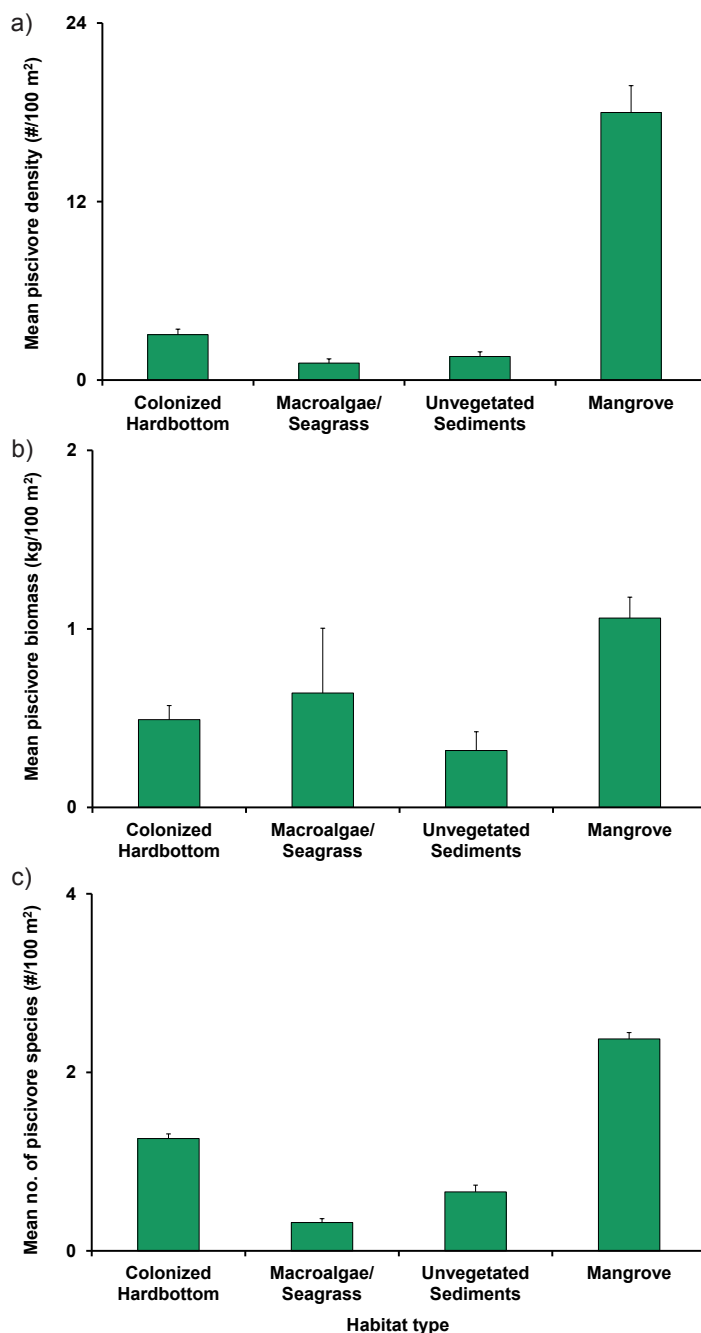 a)
Mean piscivore density (#/100 m²)
24
12
0
Colonized
Hardbottom
Macroalgae/
Seagrass
Unvegetated
Sediments
Mangrove
b)
Mean piscivore biomass (kg/100 m²)
2
1
0
Colonized
Hardbottom
Macroalgae/
Seagrass
Unvegetated
Sediments
Mangrove
c)
Mean no. of piscivore species (#/100 m²)
4
2
0
Colonized
Hardbottom
Macroalgae/
Seagrass
Unvegetated
Sediments
Mangrove
Habitat type